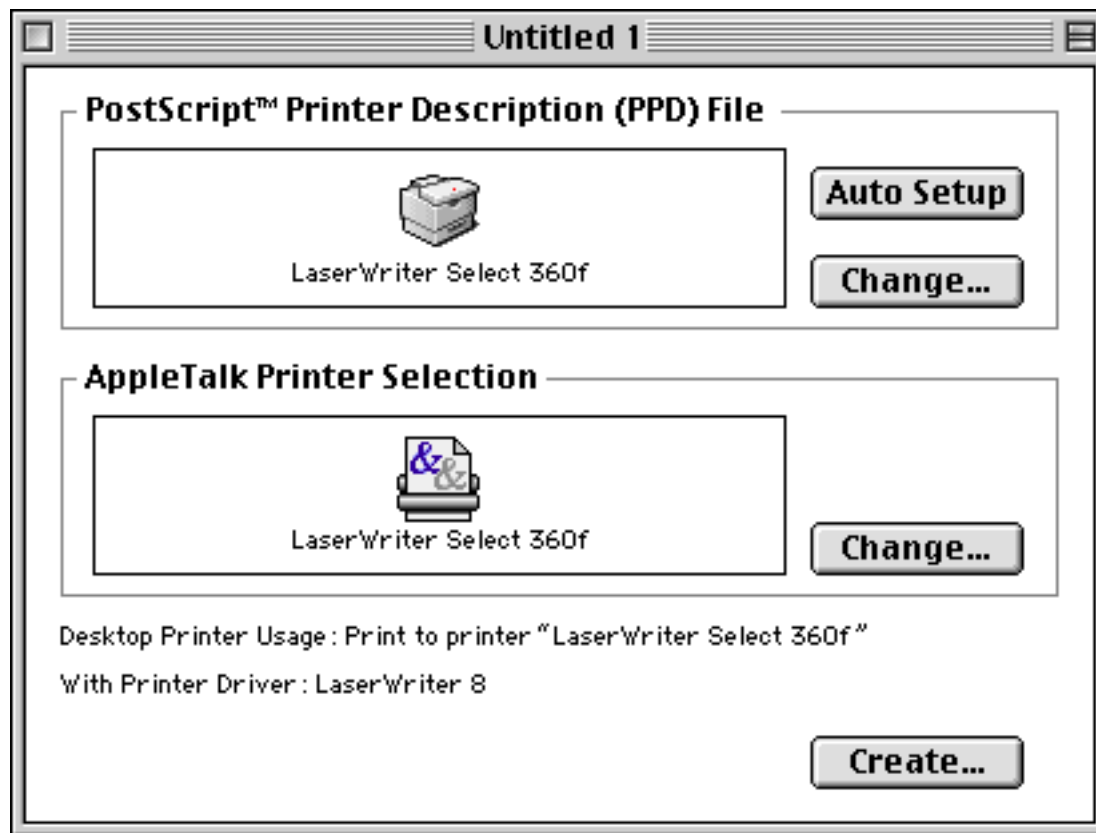 Untitled 1
PostScript™ Printer Description (PPD) File
Auto Setup
LaserWriter Select 360f
Change...
AppleTalk Printer Selection
&&
LaserWriter Select 360f
Change...
Desktop Printer Usage : Print to printer “LaserWriter Select 360f”
With Printer Driver : LaserWriter 8
Create...